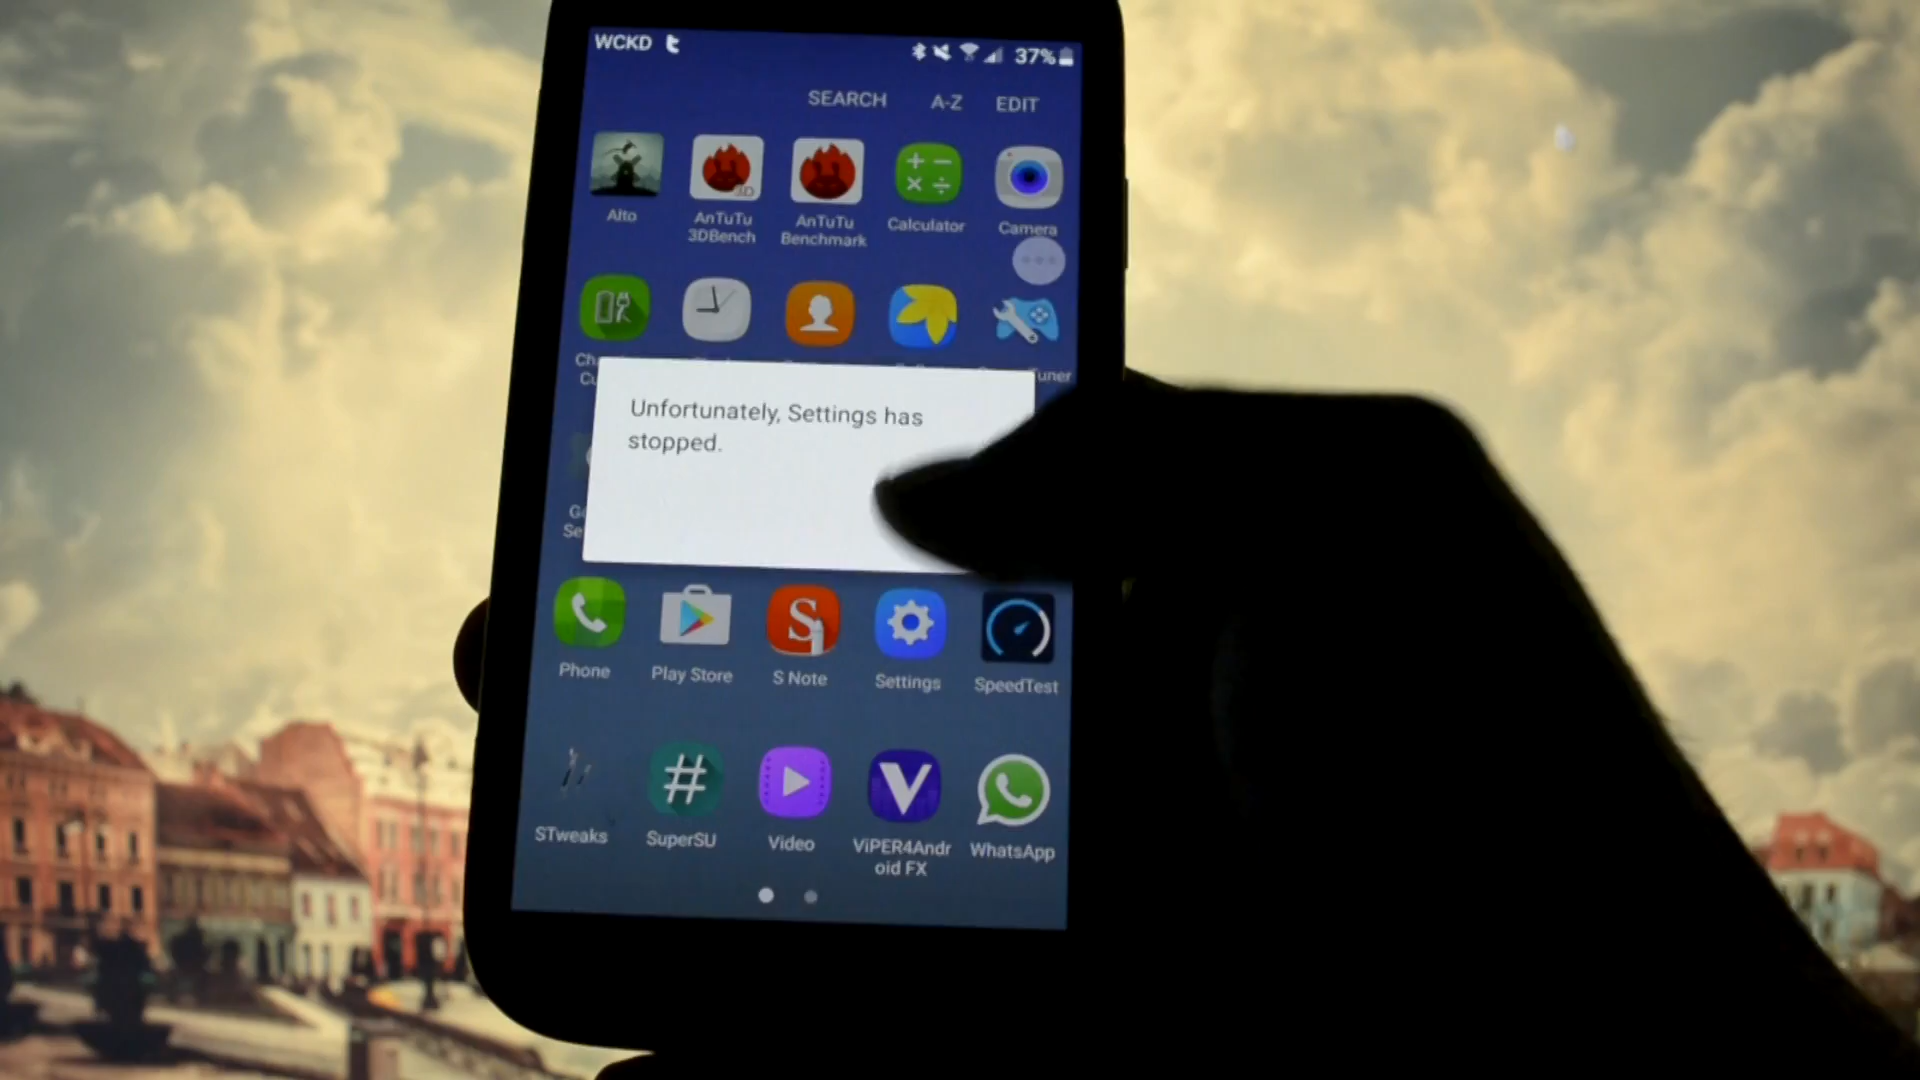 WCKD
37%
SEARCH A-Z EDIT
Alto
AnTuTu
3DBench
AnTuTu
Benchmark
Calculator
Camera
Unfortunately, Settings has
stopped.
Phone
Play Store
S Note
Settings
SpeedTest
STweaks
SuperSU
Video
ViPER4Andr
oid FX
WhatsApp